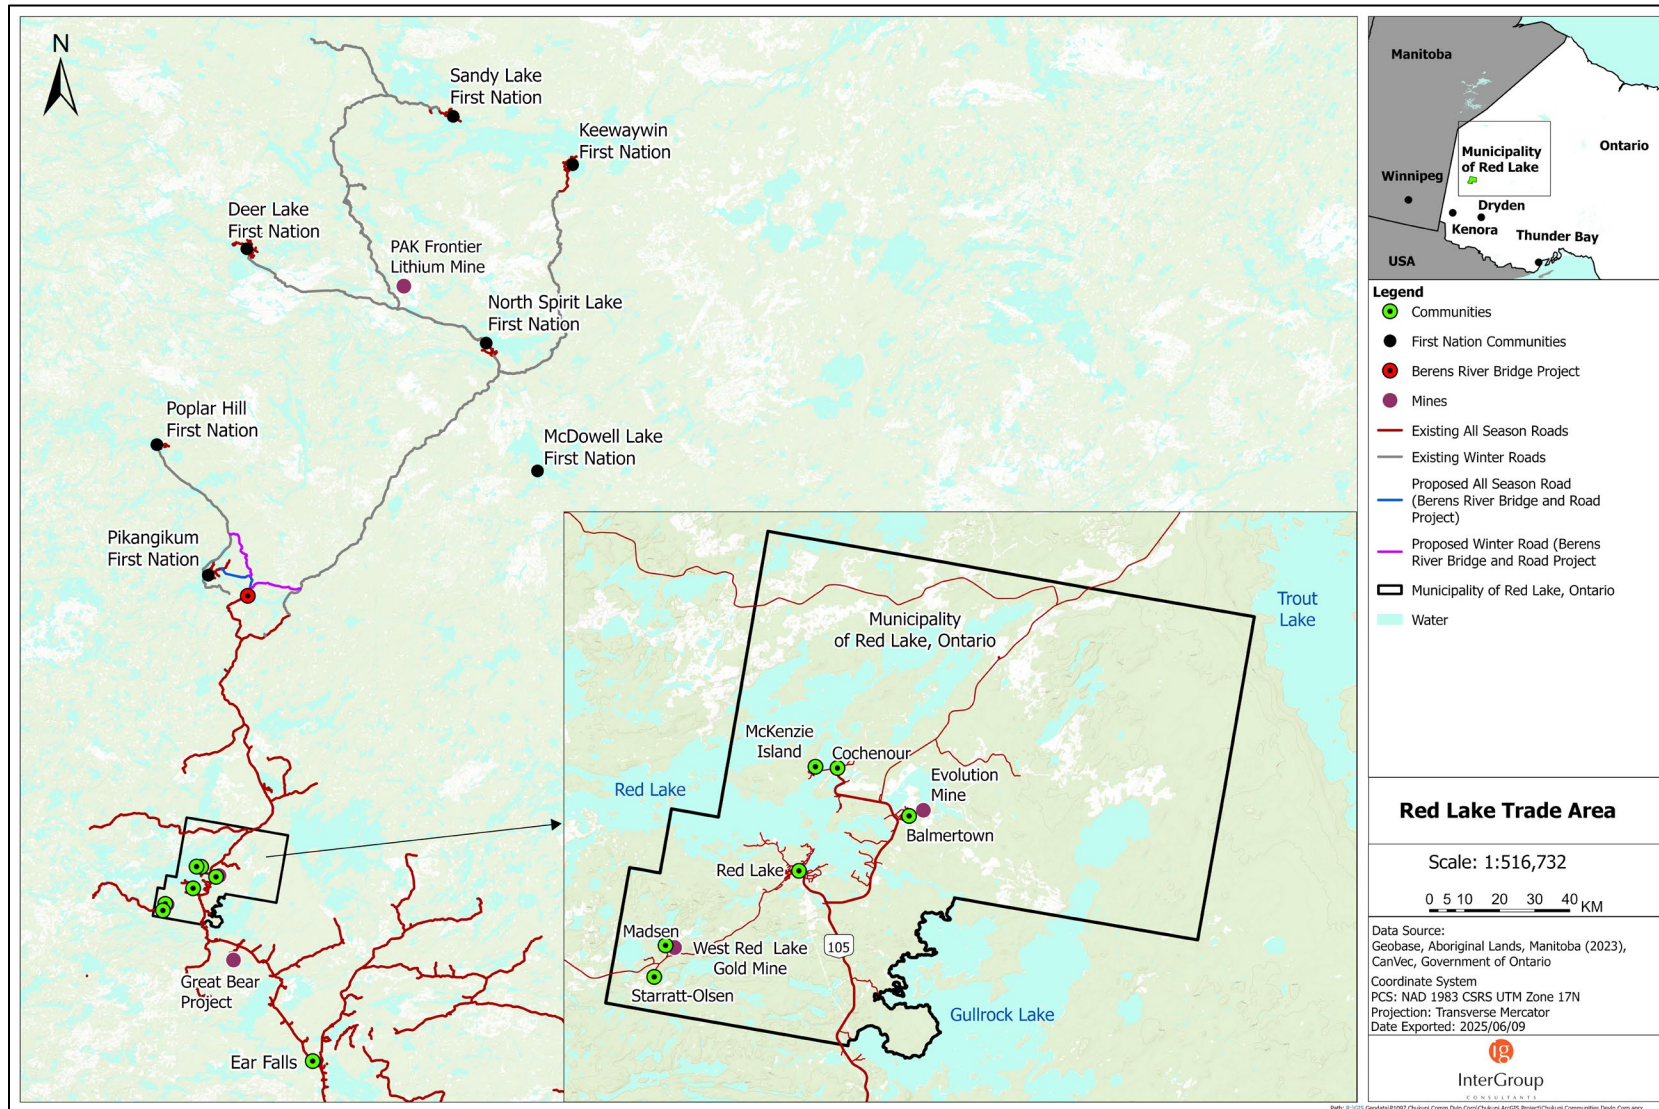 N
Sandy Lake
First Nation
Keewaywin
First Nation
Deer Lake
First Nation
PAK Frontier
Lithium Mine
North Spirit Lake
First Nation
Poplar Hill
First Nation
McDowell Lake
First Nation
Pikangikum
First Nation
Great Bear
Project
Ear Falls
Municipality
of Red Lake, Ontario
Trout
Lake
McKenzie
Island
Cochenour
Evolution
Mine
Red Lake
Balmertown
Red Lake
Madsen
West Red Lake
Gold Mine
105
Starratt-Olsen
Gullrock Lake
Manitoba
Ontario
Municipality
of Red Lake
Winnipeg
Dryden
Kenora
Thunder Bay
USA
Legend
Communities
First Nation Communities
Berens River Bridge Project
Mines
Existing All Season Roads
Existing Winter Roads
Proposed All Season Road
(Berens River Bridge and Road
Project)
Proposed Winter Road (Berens
River Bridge and Road Project
Municipality of Red Lake, Ontario
Water
Red Lake Trade Area
Scale: 1:516,732
0 5 10 20 30 40 KM
Data Source:
Geobase, Aboriginal Lands, Manitoba (2023),
CanVec, Government of Ontario
Coordinate System
PCS: NAD 1983 CSRS UTM Zone 17N
Projection: Transverse Mercator
Date Exported: 2025/06/09
ig
InterGroup
CONSULTANTS